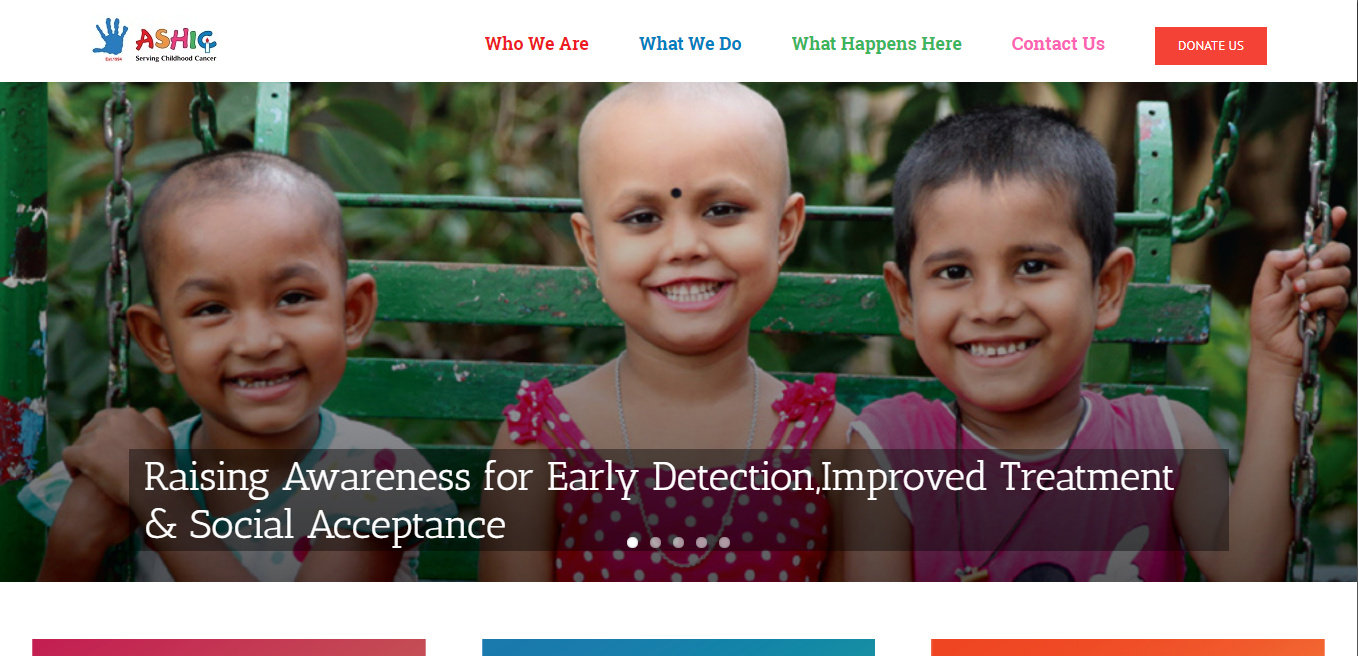 ASHIC
Est.1994
Serving Childhood Cancer
Who We Are
What We Do
What Happens Here
Contact Us
DONATE US
Raising Awareness for Early Detection,Improved Treatment
& Social Acceptance